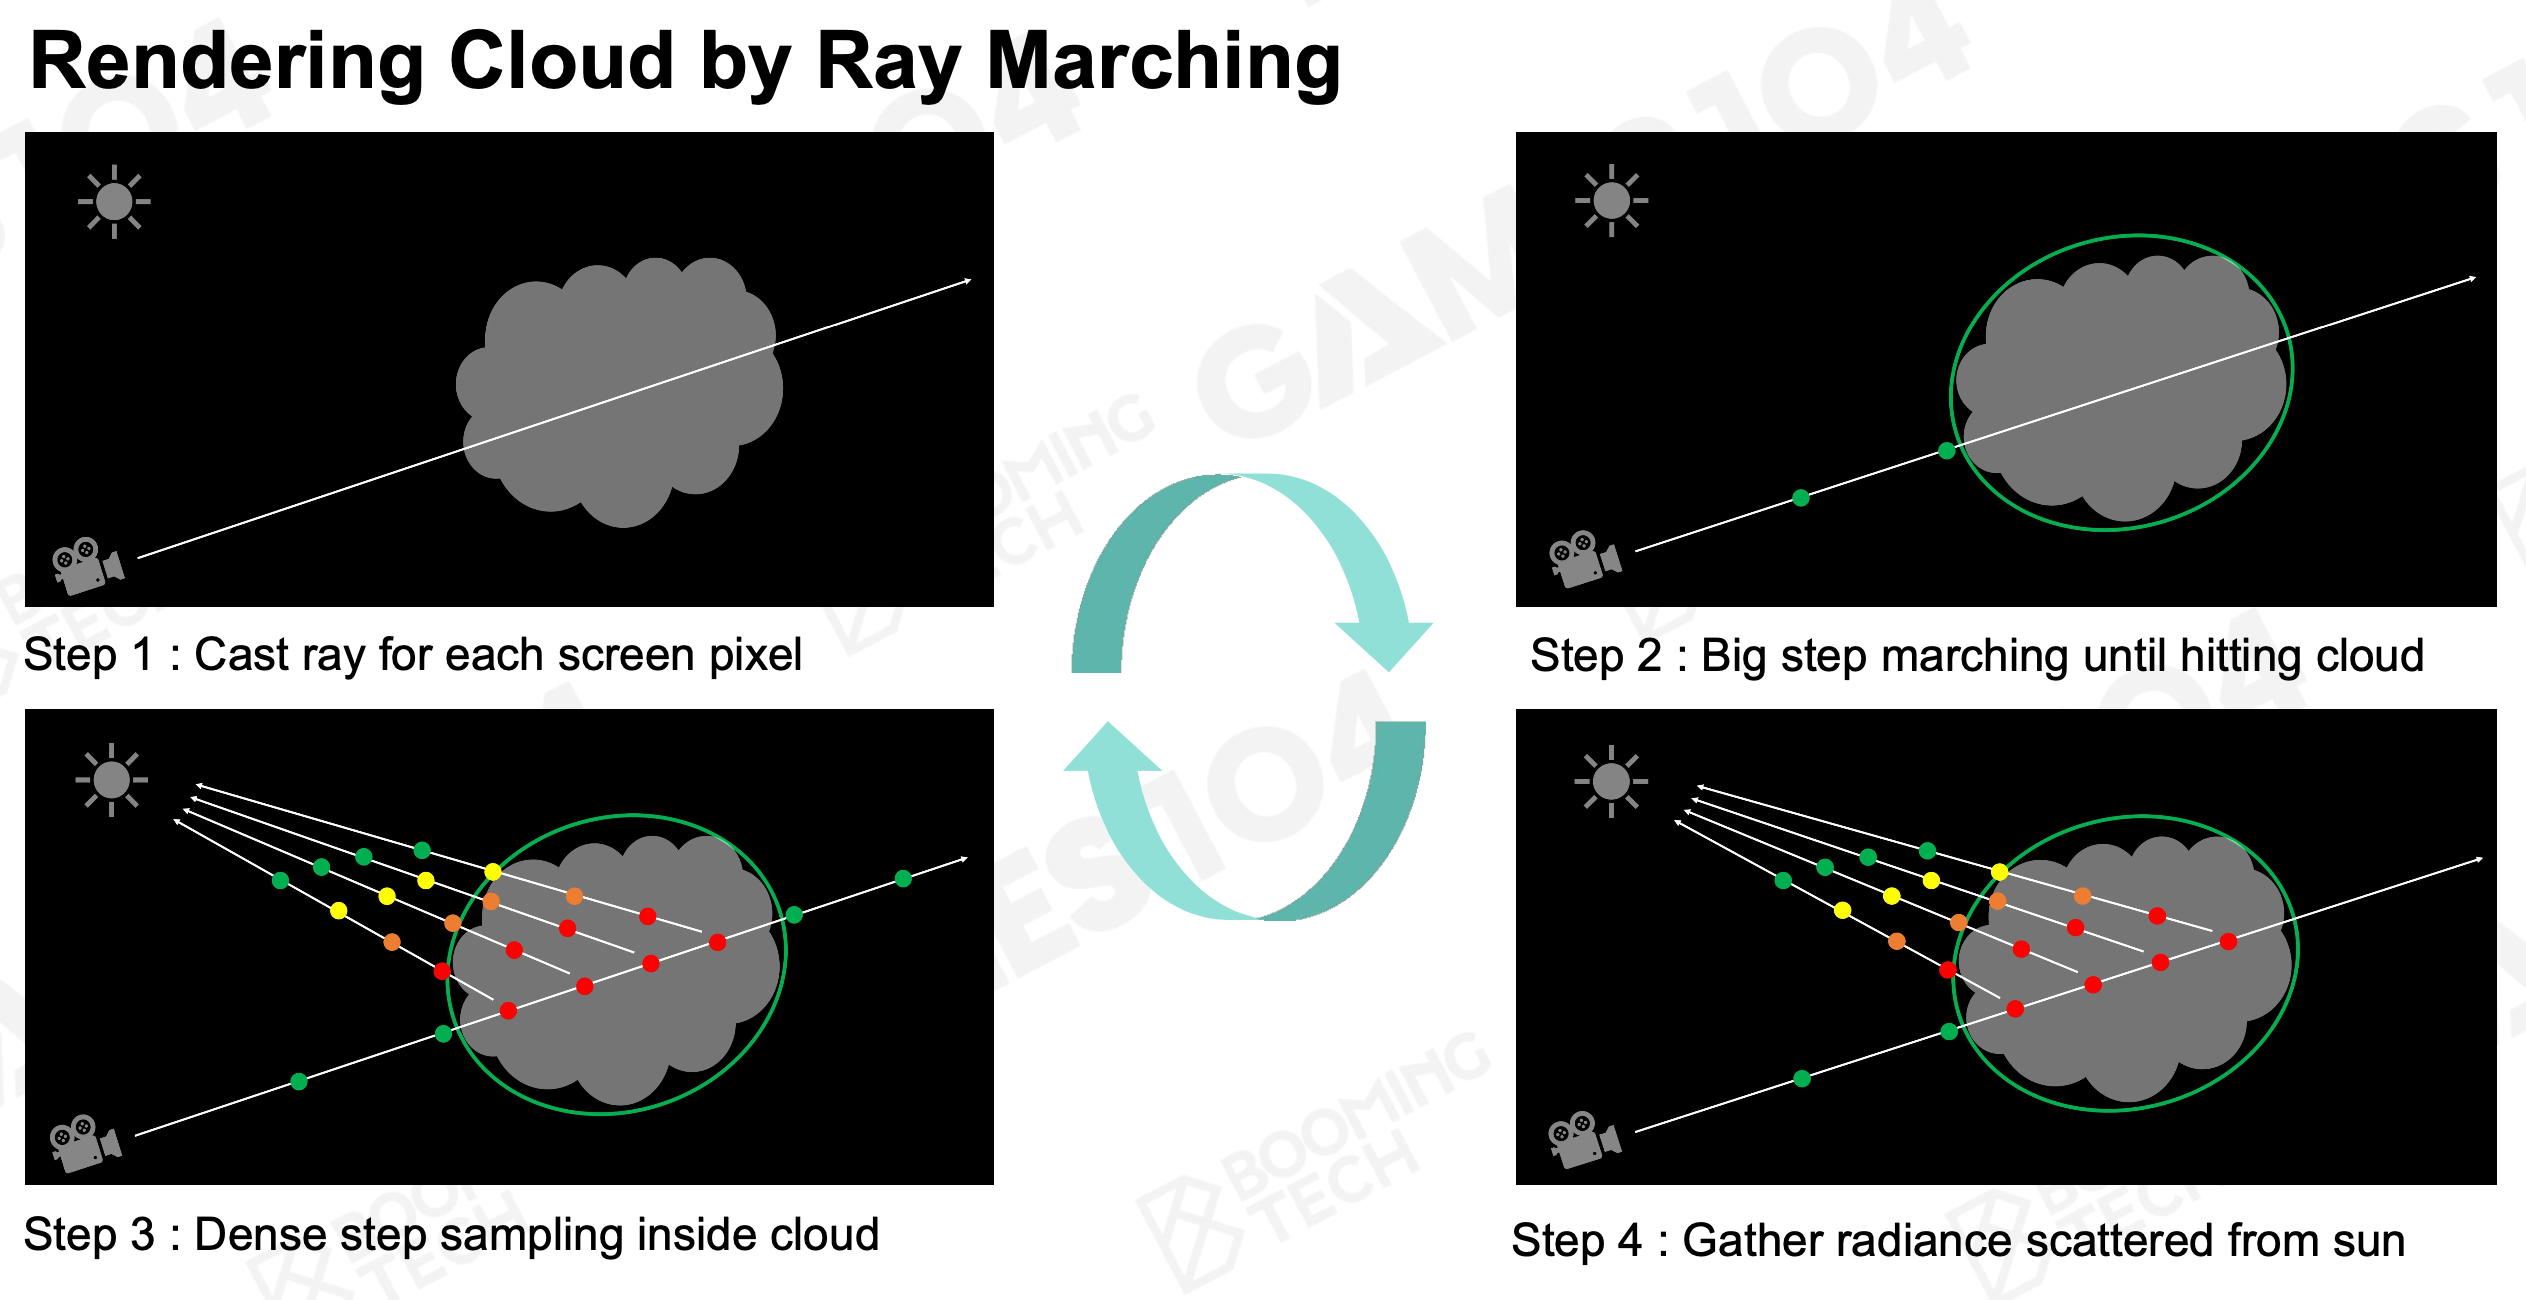 Rendering Cloud by Ray Marching
Step 1 : Cast ray for each screen pixel
Step 2 : Big step marching until hitting cloud
Step 3 : Dense step sampling inside cloud
Step 4 : Gather radiance scattered from sun
GAMES104
BOOMING
TECH